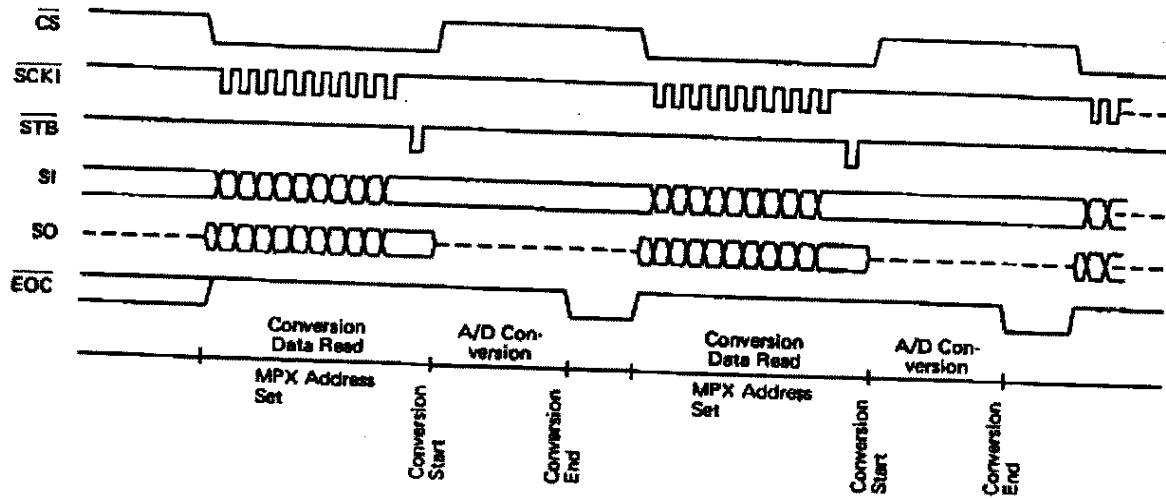 CS
SCKI
STB
SI
SO
EOC
Conversion
Data Read
A/D Con-
version
Conversion
Data Read
A/D Con-
version
MPX Address
Set
MPX Address
Set
Conversion
Start
Conversion
End
Conversion
Start
Conversion
End